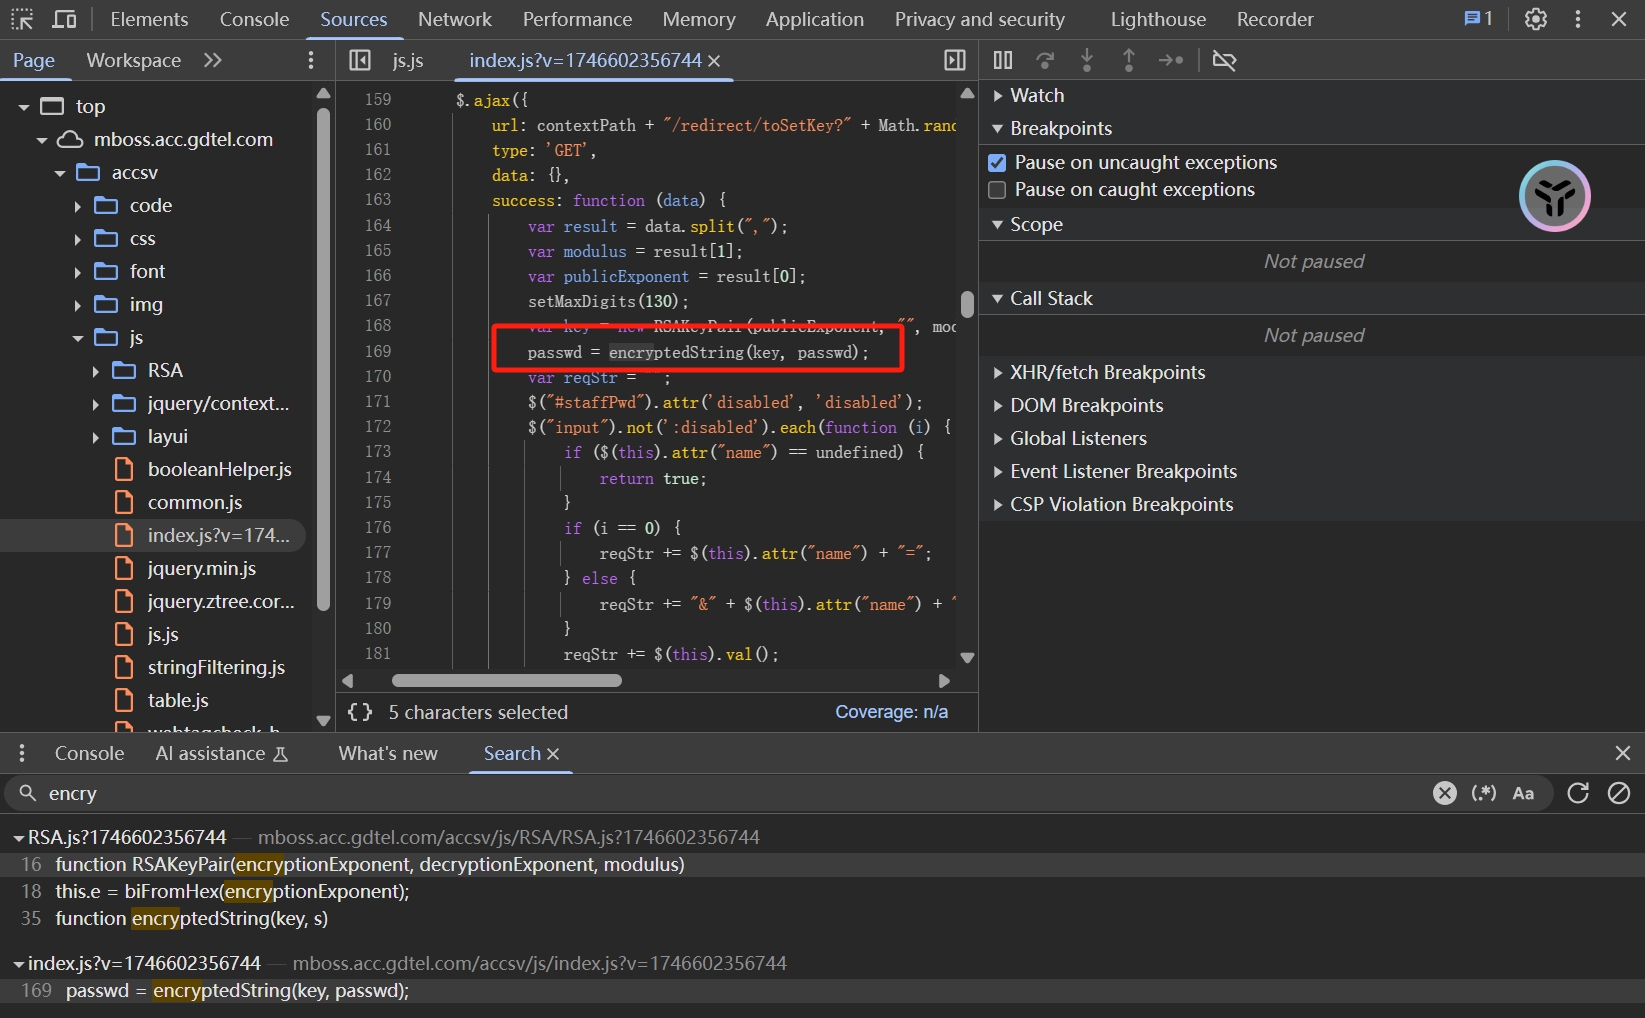 Elements Console Sources Network Performance Memory Application Privacy and security Lighthouse Recorder 1
Page Workspace js.js index.js?v=1746602356744
top
mboss.acc.gdtel.com
accsv
code
css
font
img
js
RSA
jquery/context...
layui
booleanHelper.js
common.js
index.js?v=174...
jquery.min.js
jquery.ztree.cor...
js.js
stringFiltering.js
table.js
159 $.ajax({
160 url: contextPath + "/redirect/toSetKey?" + Math.rand
161 type: 'GET',
162 data: {},
163 success: function (data) {
164 var result = data.split(",");
165 var modulus = result[1];
166 var publicExponent = result[0];
167 setMaxDigits(130);
168 var key = new RSAKeyPair(publicExponent, "", mod
169 passwd = encryptedString(key, passwd);
170 var reqStr = "";
171 $("#staffPwd").attr('disabled', 'disabled');
172 $("input").not(':disabled').each(function (i) {
173 if ($(this).attr("name") == undefined) {
174 return true;
175 }
176 if (i == 0) {
177 reqStr += $(this).attr("name") + "=";
178 } else {
179 reqStr += "&" + $(this).attr("name") + "
180 }
181 reqStr += $(this).val();
{} 5 characters selected Coverage: n/a
Watch
Breakpoints
Pause on uncaught exceptions
Pause on caught exceptions
Scope
Not paused
Call Stack
Not paused
XHR/fetch Breakpoints
DOM Breakpoints
Global Listeners
Event Listener Breakpoints
CSP Violation Breakpoints
Console AI assistance What's new Search
encry (.*) Aa
RSA.js?1746602356744 — mboss.acc.gdtel.com/accsv/js/RSA/RSA.js?1746602356744
16 function RSAKeyPair(encryptionExponent, decryptionExponent, modulus)
18 this.e = biFromHex(encryptionExponent);
35 function encryptedString(key, s)
index.js?v=1746602356744 — mboss.acc.gdtel.com/accsv/js/index.js?v=1746602356744
169 passwd = encryptedString(key, passwd);